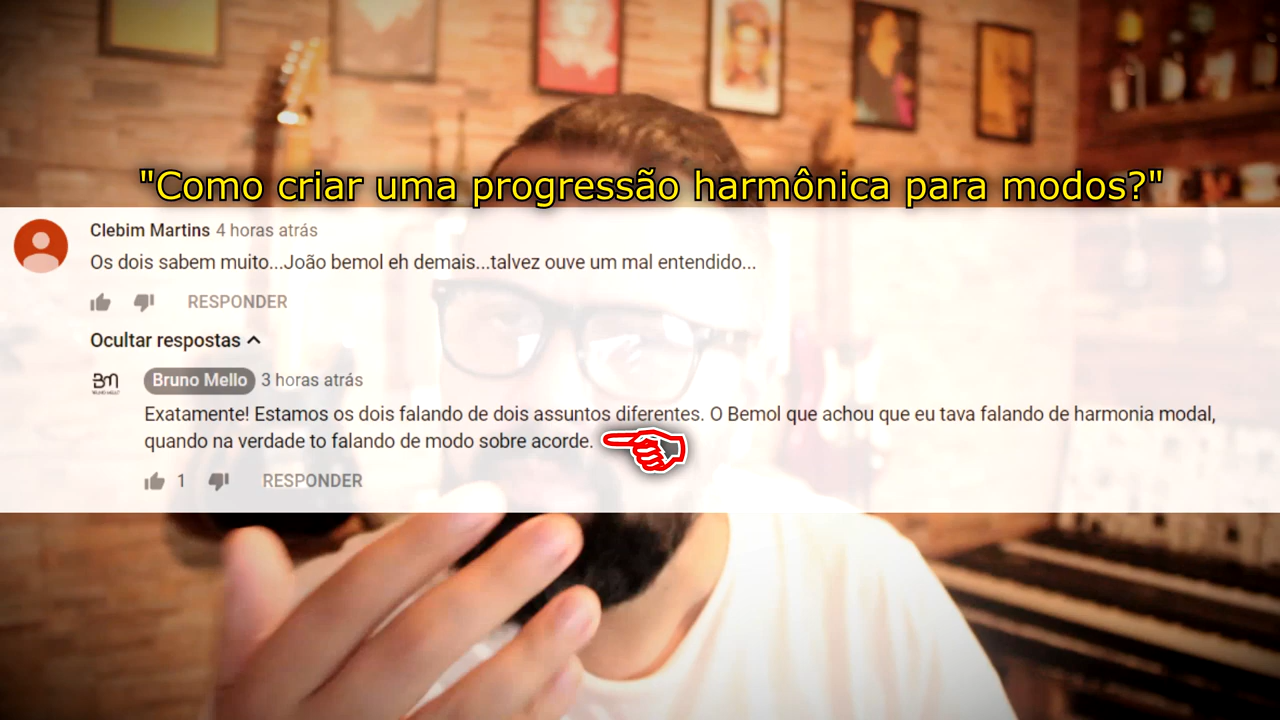 "Como criar uma progressão harmônica para modos?"
Clebim Martins 4 horas atrás
Os dois sabem muito...João bemol eh demais...talvez ouve um mal entendido...
RESPONDER
Ocultar respostas
BM
Bruno Mello 3 horas atrás
Exatamente! Estamos os dois falando de dois assuntos diferentes. O Bemol que achou que eu tava falando de harmonia modal,
quando na verdade to falando de modo sobre acorde.
1 RESPONDER